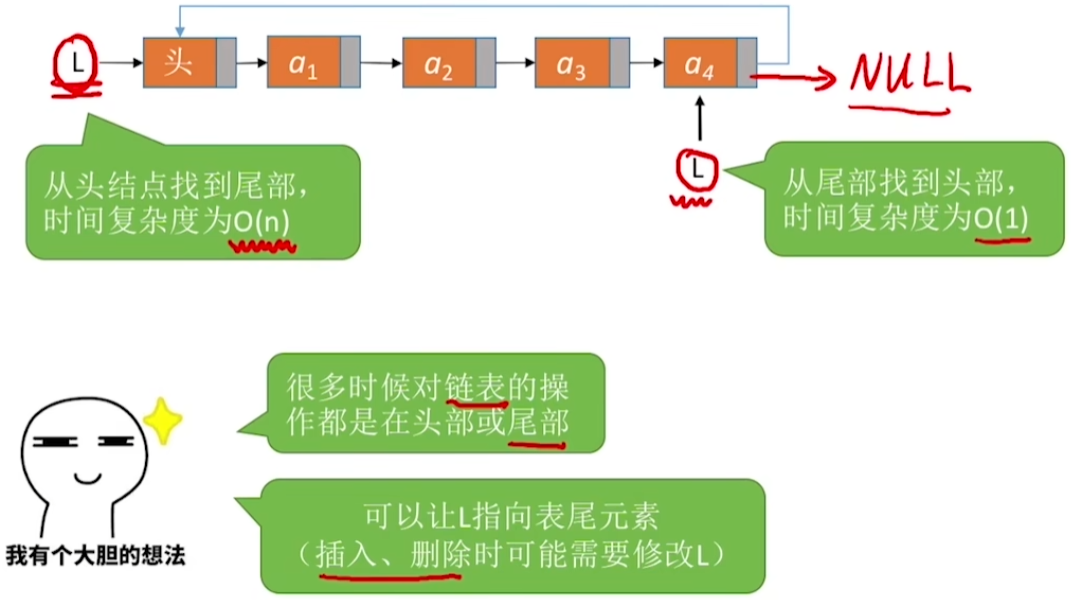 L
头
a1
a2
a3
a4
NULL
L
从头结点找到尾部，
时间复杂度为O(n)
从尾部找到头部，
时间复杂度为O(1)
很多时候对链表的操
作都是在头部或尾部
可以让L指向表尾元素
（插入、删除时可能需要修改L）
我有个大胆的想法